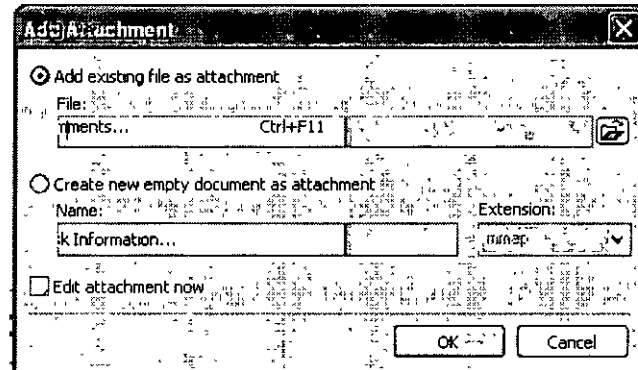 Add Attachment
Add existing file as attachment
File:
ments... Ctrl+F11
Create new empty document as attachment
Name: Extension:
k Information... mmap
Edit attachment now
OK Cancel